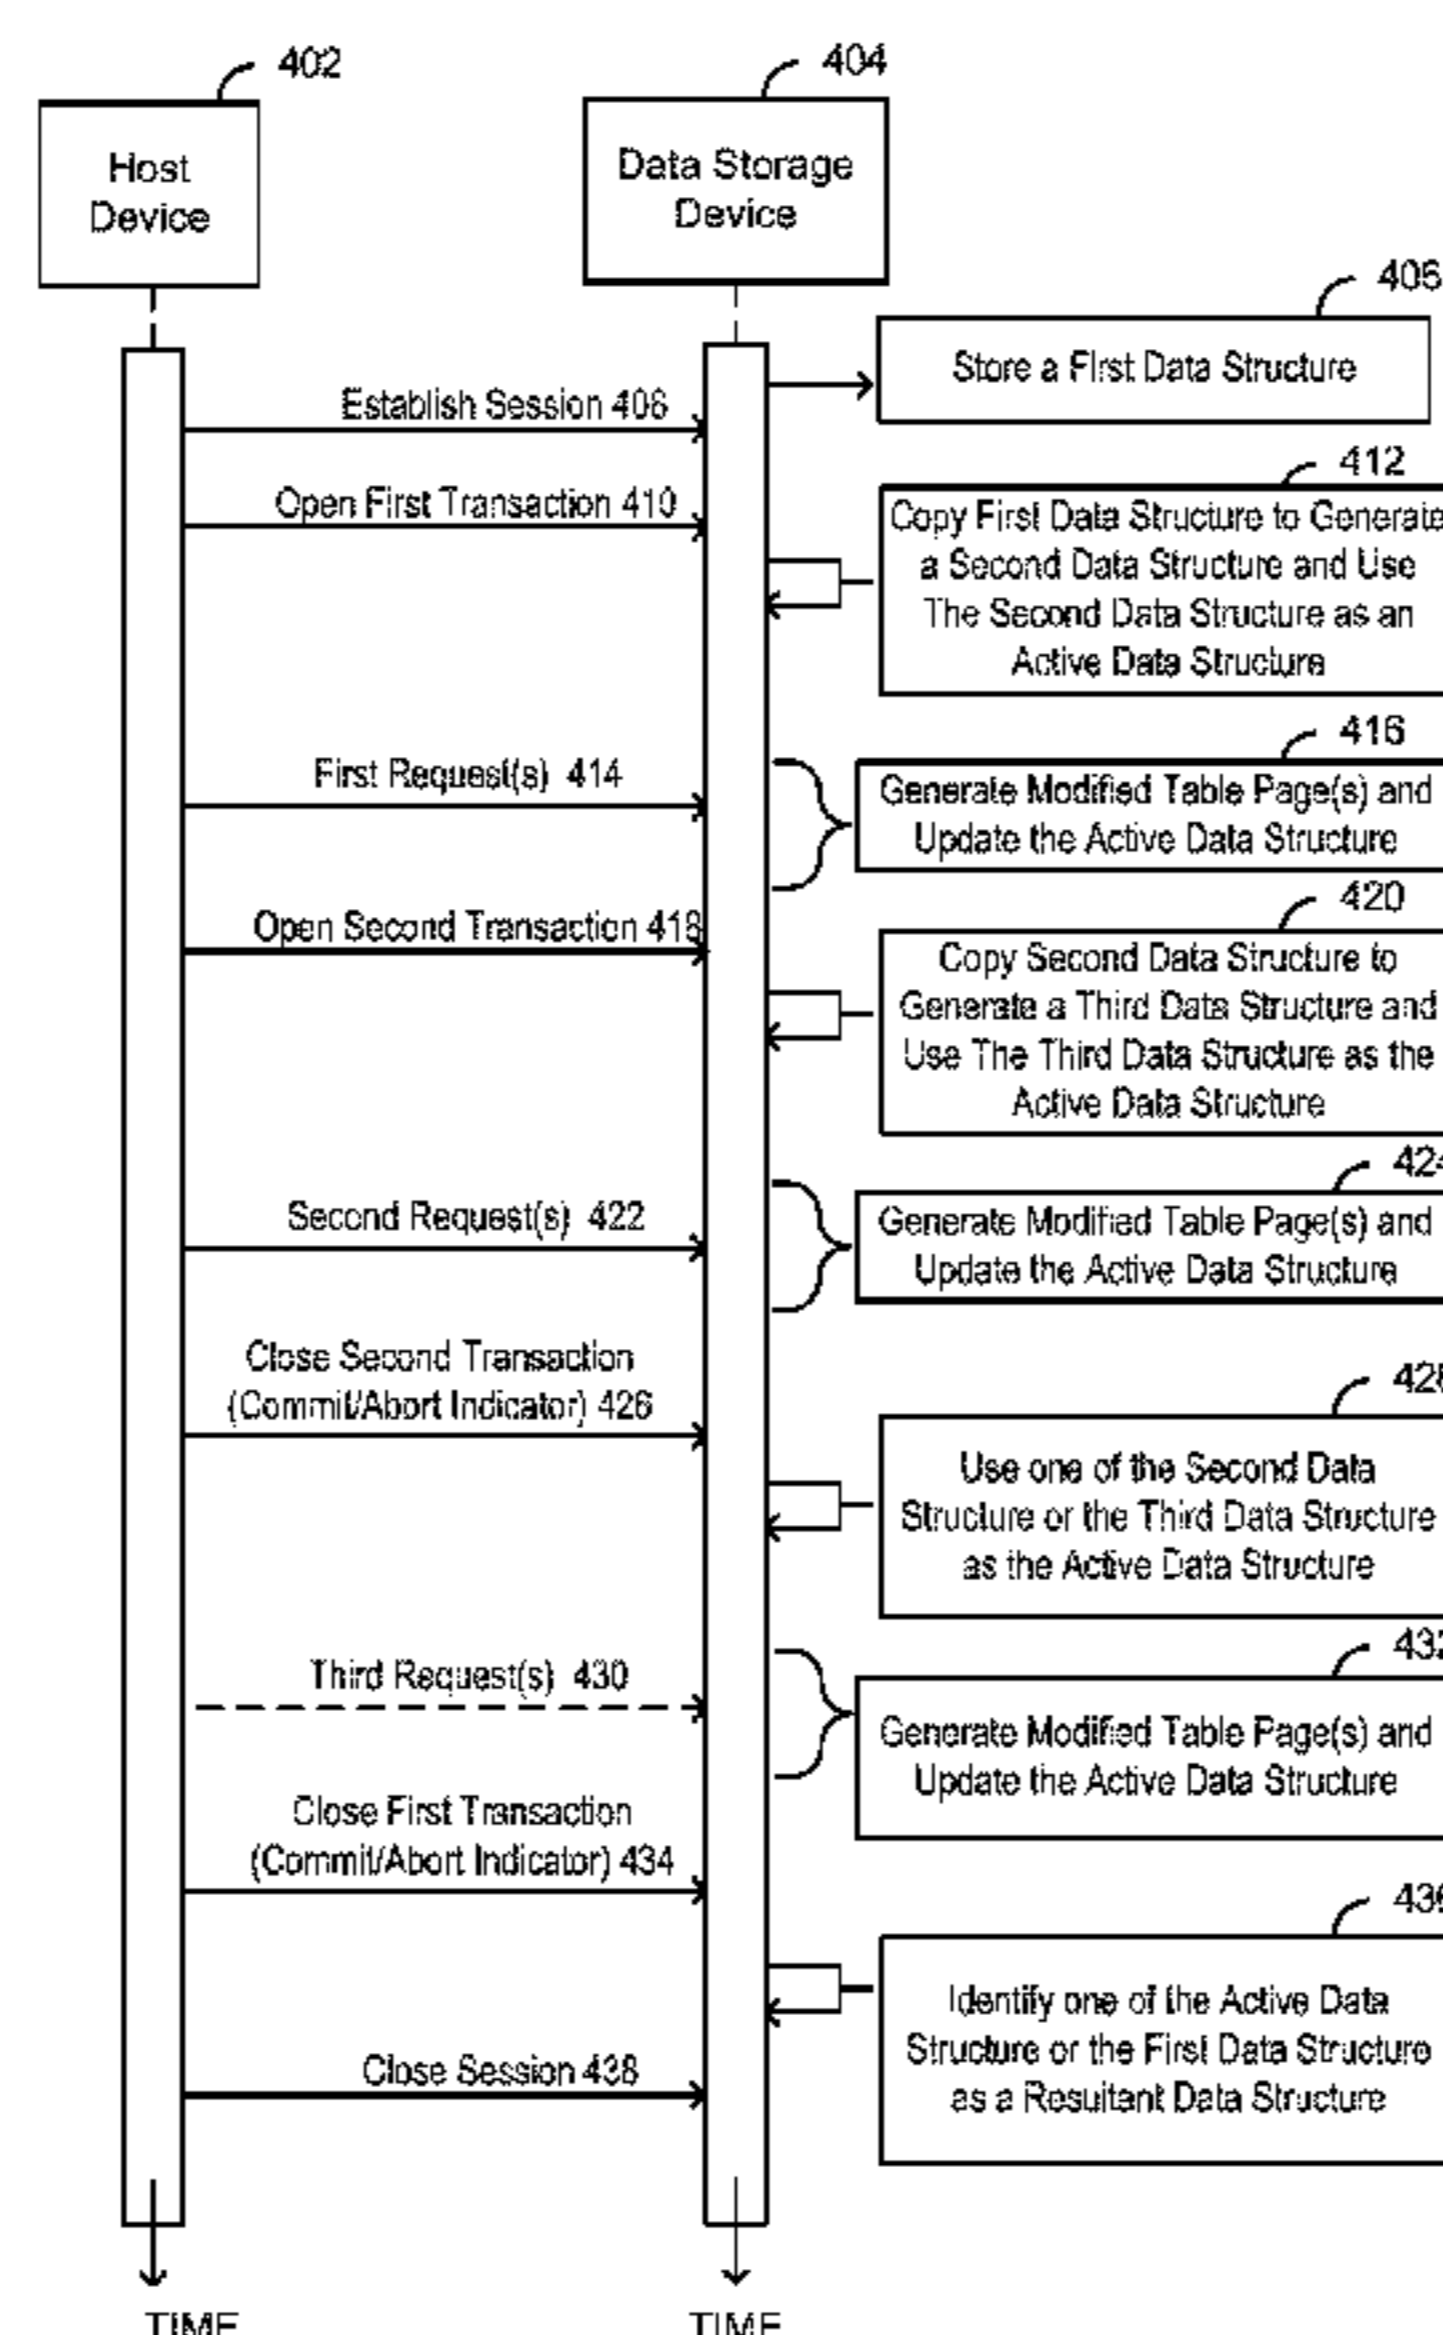 402
404
Host
Device
Data Storage
Device
406
Store a First Data Structure
Establish Session 408
412
Open First Transaction 410
Copy First Data Structure to Generate
a Second Data Structure and Use
The Second Data Structure as an
Active Data Structure
416
First Request(s) 414
Generate Modified Table Page(s) and
Update the Active Data Structure
420
Open Second Transaction 418
Copy Second Data Structure to
Generate a Third Data Structure and
Use The Third Data Structure as the
Active Data Structure
424
Second Request(s) 422
Generate Modified Table Page(s) and
Update the Active Data Structure
Close Second Transaction
(Commit/Abort Indicator) 426
428
Use one of the Second Data
Structure or the Third Data Structure
as the Active Data Structure
432
Third Request(s) 430
Generate Modified Table Page(s) and
Update the Active Data Structure
Close First Transaction
(Commit/Abort Indicator) 434
436
Identify one of the Active Data
Structure or the First Data Structure
as a Resultant Data Structure
Close Session 438
TIME
TIME